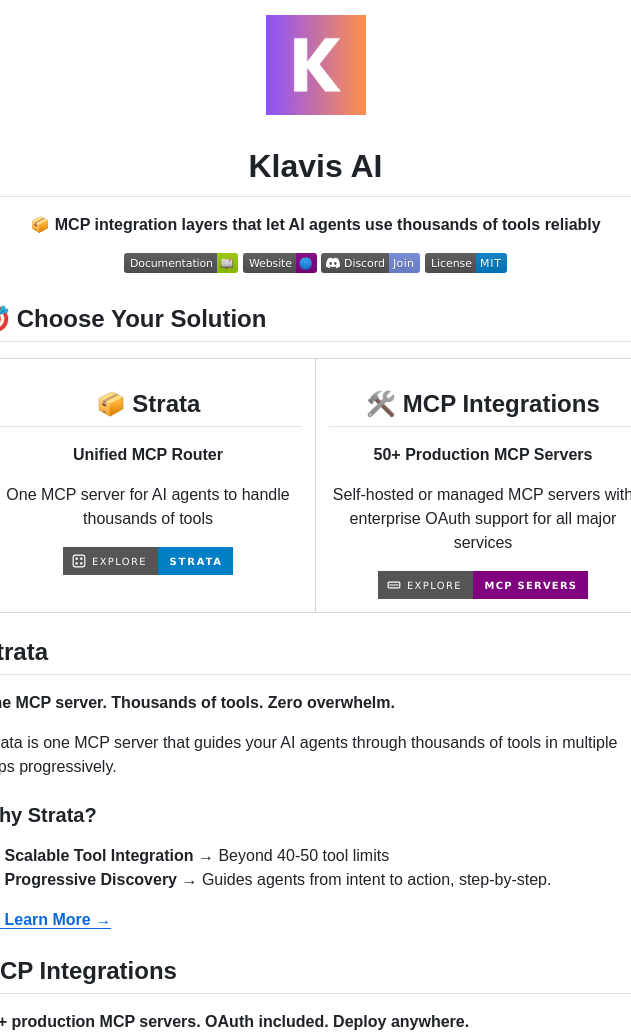 K
Klavis AI
📦 MCP integration layers that let AI agents use thousands of tools reliably
Documentation 📖 Website 🌐 Discord Join License MIT
🎯 Choose Your Solution
📦 Strata
Unified MCP Router
One MCP server for AI agents to handle
thousands of tools
EXPLORE STRATA
🛠️ MCP Integrations
50+ Production MCP Servers
Self-hosted or managed MCP servers with
enterprise OAuth support for all major
services
EXPLORE MCP SERVERS
trata
ne MCP server. Thousands of tools. Zero overwhelm.
ata is one MCP server that guides your AI agents through thousands of tools in multiple
ps progressively.
hy Strata?
Scalable Tool Integration → Beyond 40-50 tool limits
Progressive Discovery → Guides agents from intent to action, step-by-step.
Learn More →
CP Integrations
+ production MCP servers. OAuth included. Deploy anywhere.